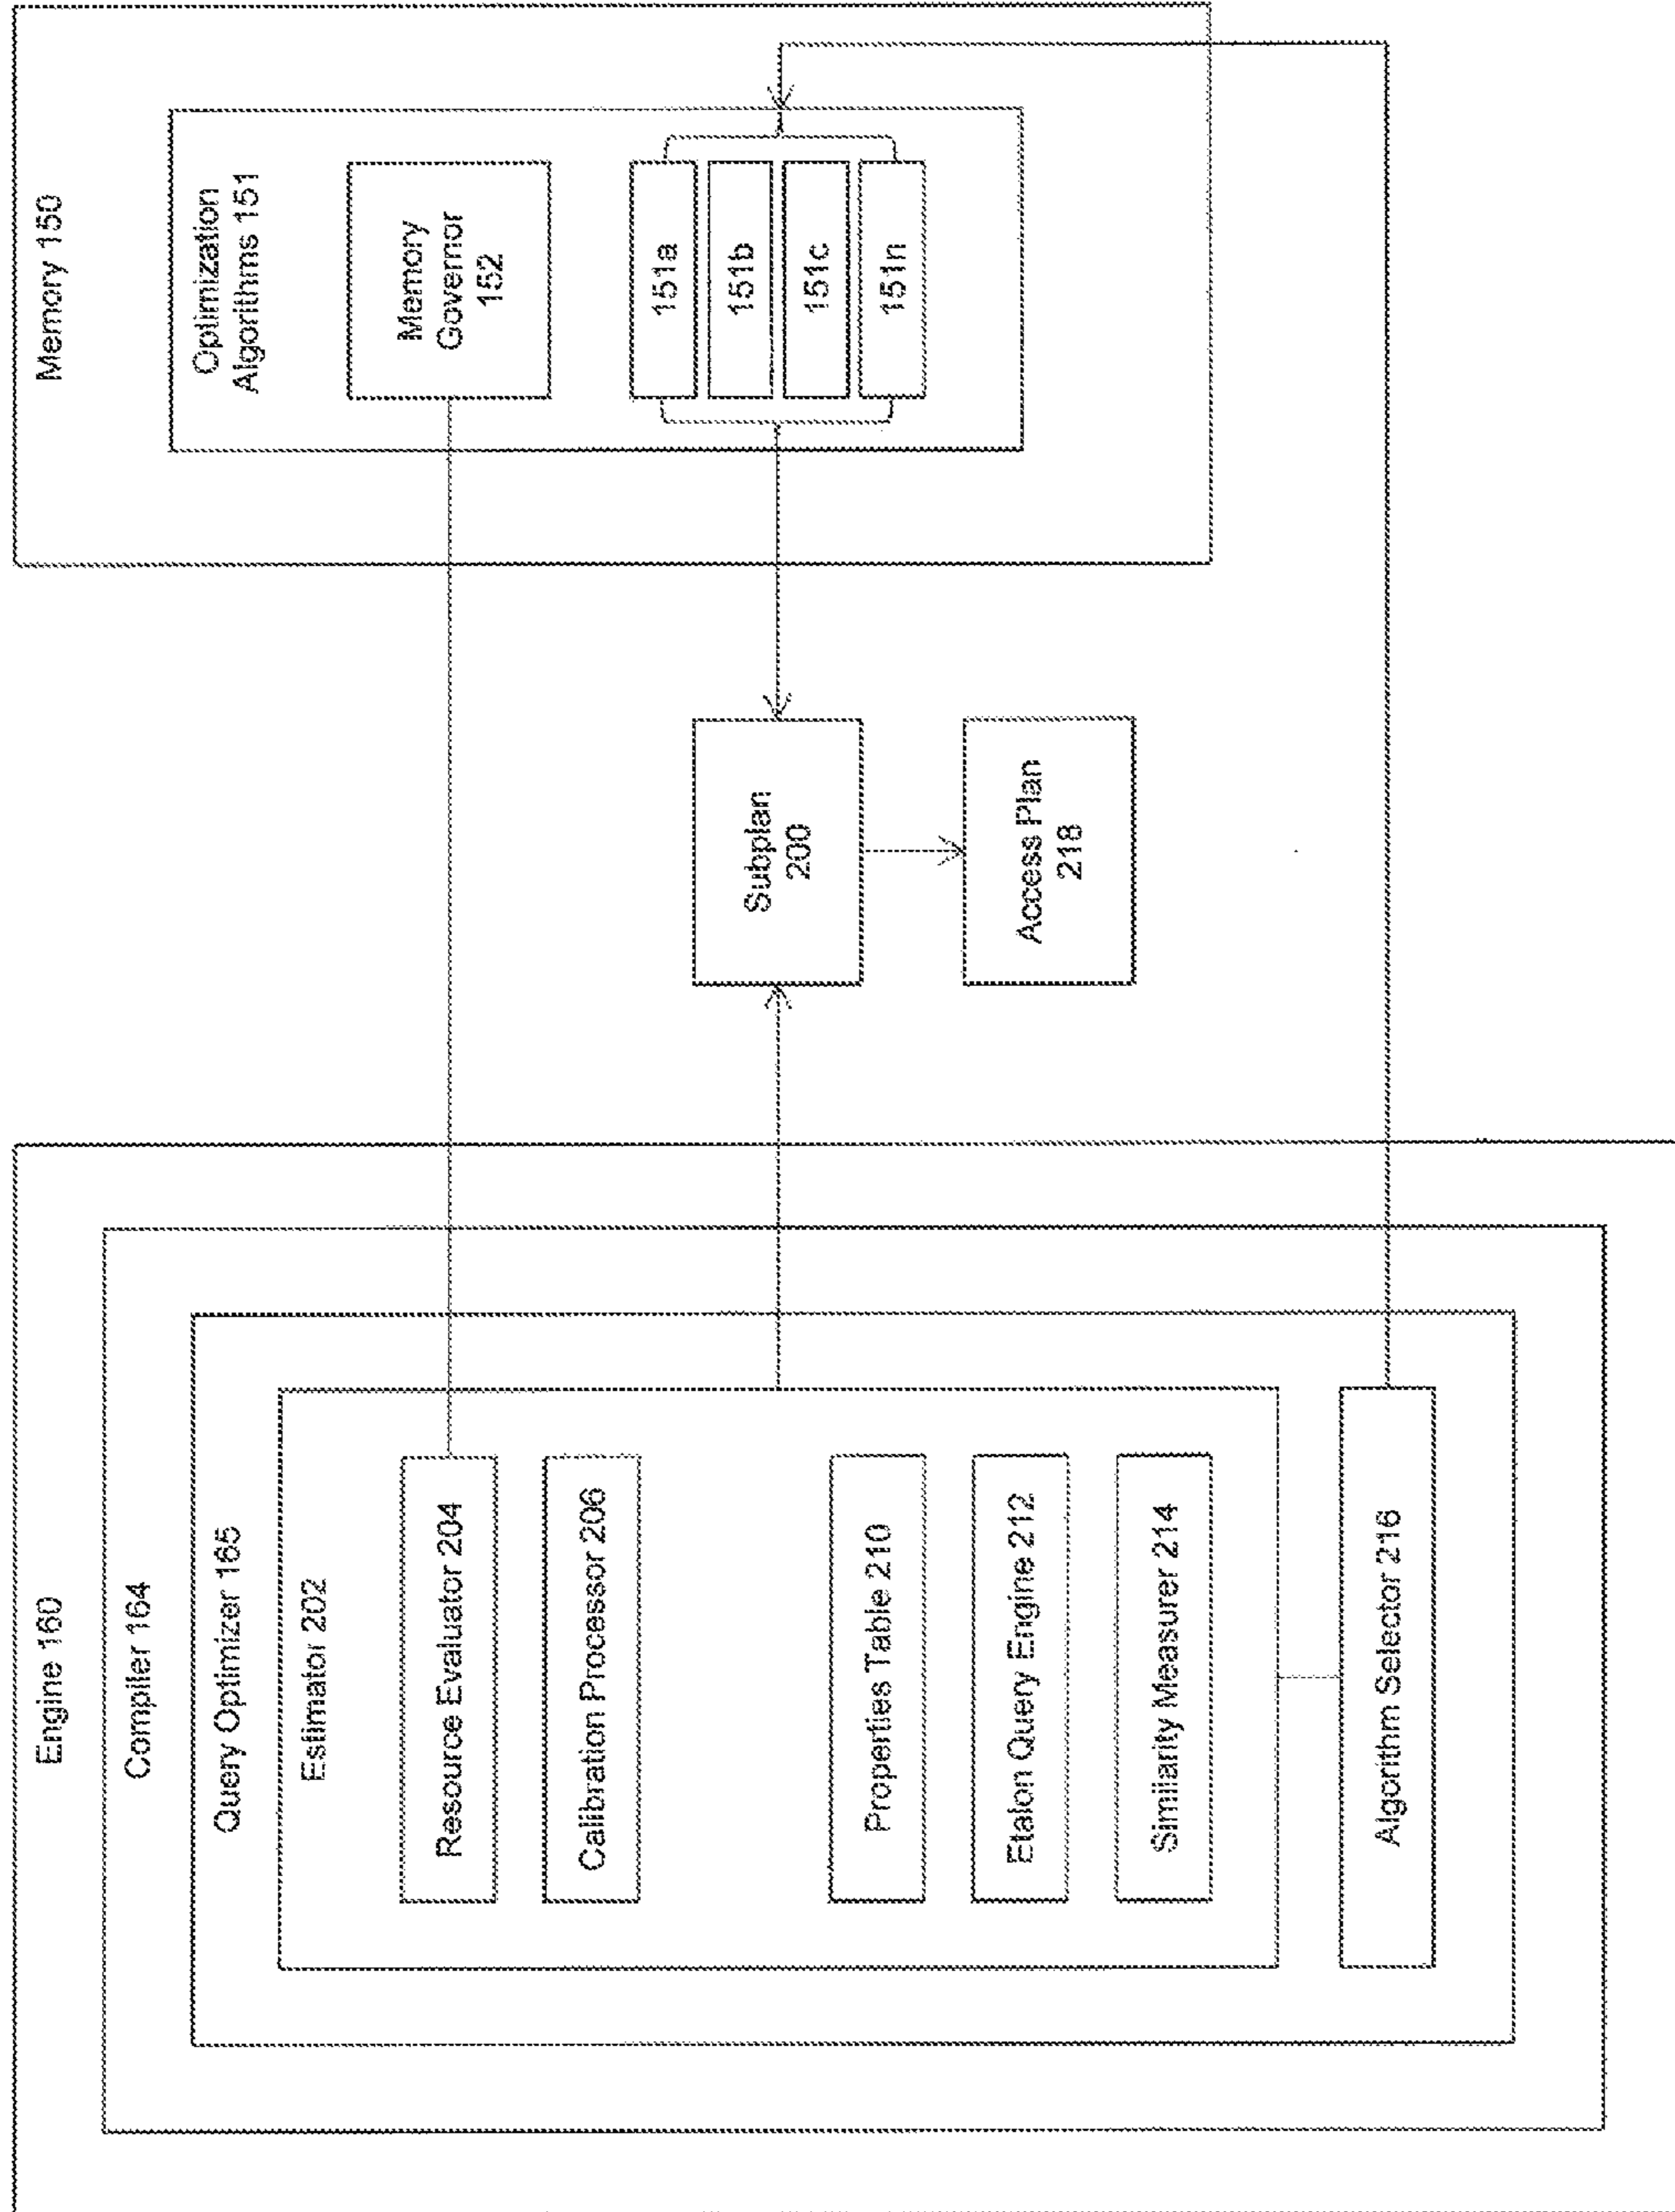 Engine 160
Compiler 164
Query Optimizer 165
Estimator 202
Resource Evaluator 204
Calibration Processor 206
Properties Table 210
Etalon Query Engine 212
Similarity Measurer 214
Algorithm Selector 216
Subplan
200
Access Plan
218
Memory 150
Optimization
Algorithms 151
Memory
Governor
152
151a
151b
151c
151n